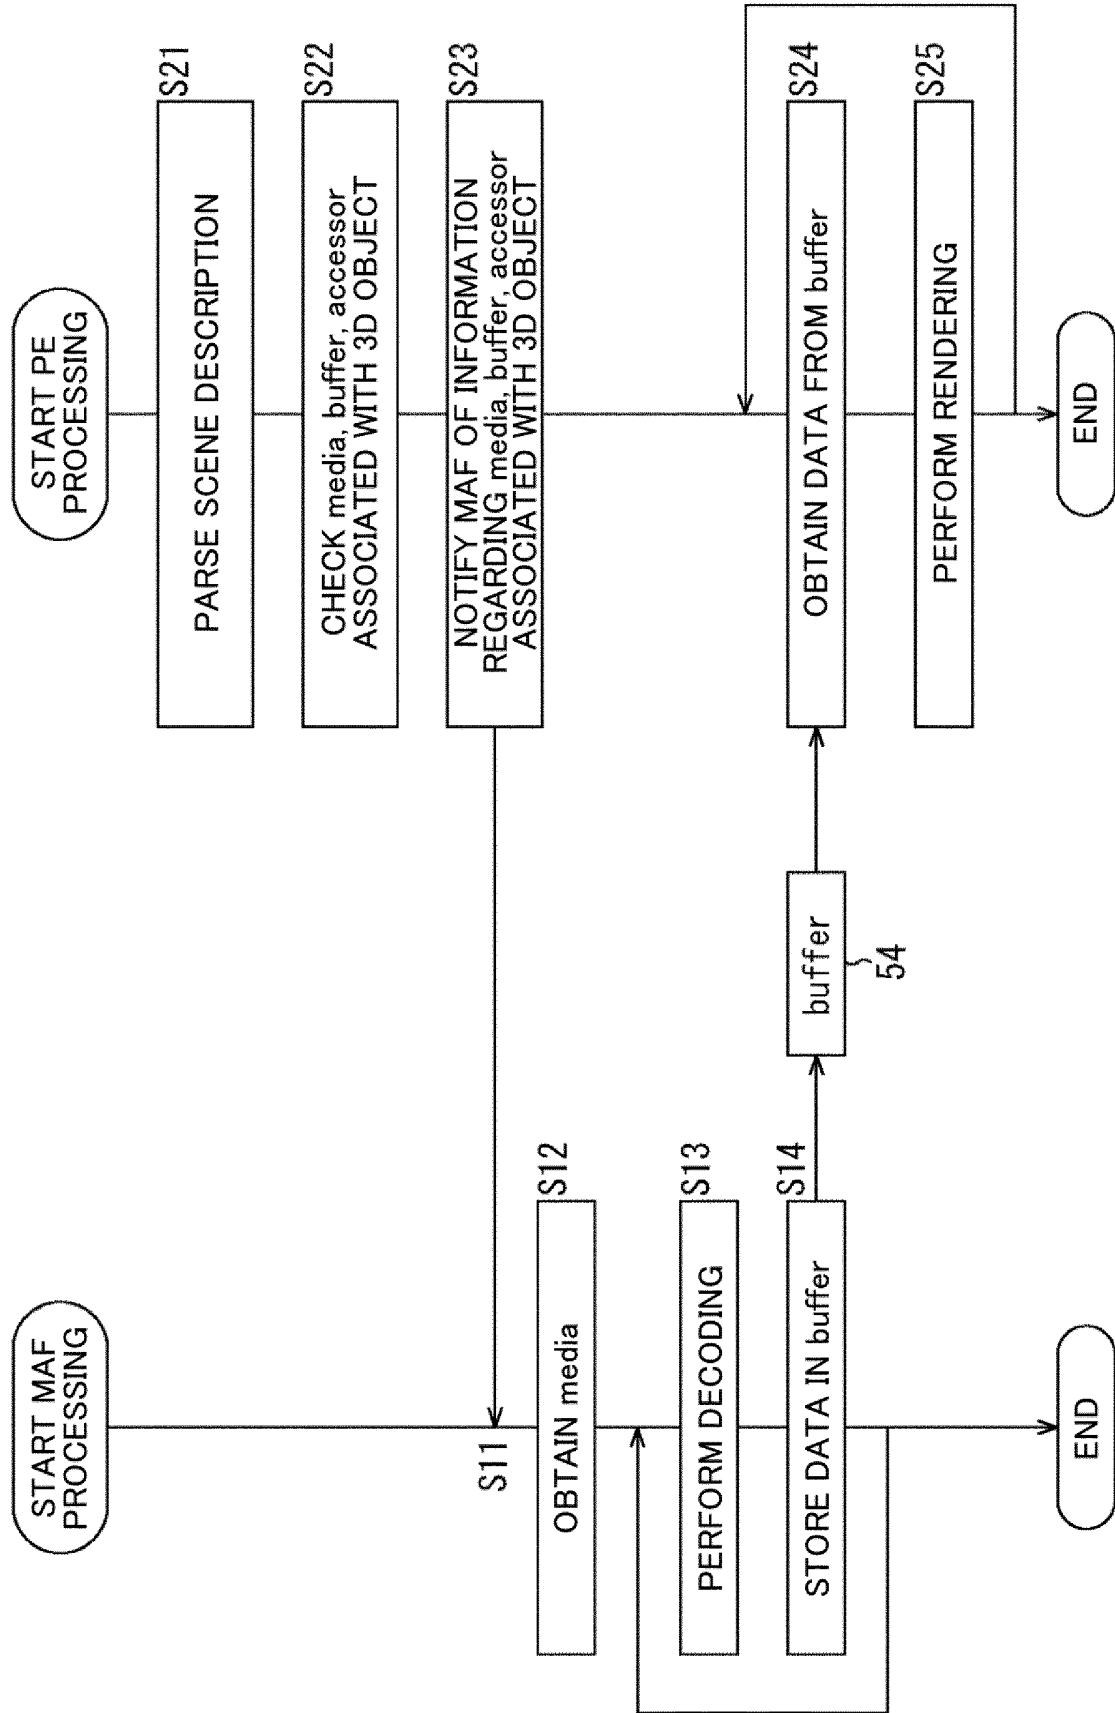 START MAF
PROCESSING
S11
OBTAIN media
S12
PERFORM DECODING
S13
STORE DATA IN buffer
S14
END
buffer
54
START PE
PROCESSING
PARSE SCENE DESCRIPTION
S21
CHECK media, buffer, accessor
ASSOCIATED WITH 3D OBJECT
S22
NOTIFY MAF OF INFORMATION
REGARDING media, buffer, accessor
ASSOCIATED WITH 3D OBJECT
S23
OBTAIN DATA FROM buffer
S24
PERFORM RENDERING
S25
END